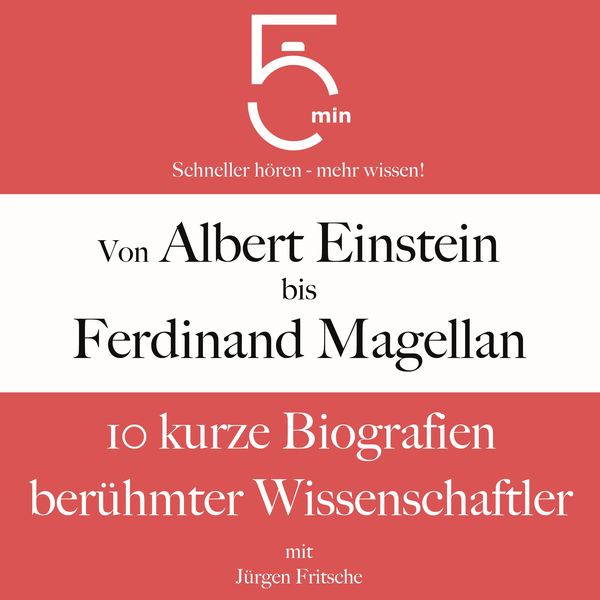 5
min
Schneller hören - mehr wissen!
Von Albert Einstein
bis
Ferdinand Magellan
10 kurze Biografien
berühmter Wissenschaftler
mit
Jürgen Fritsche